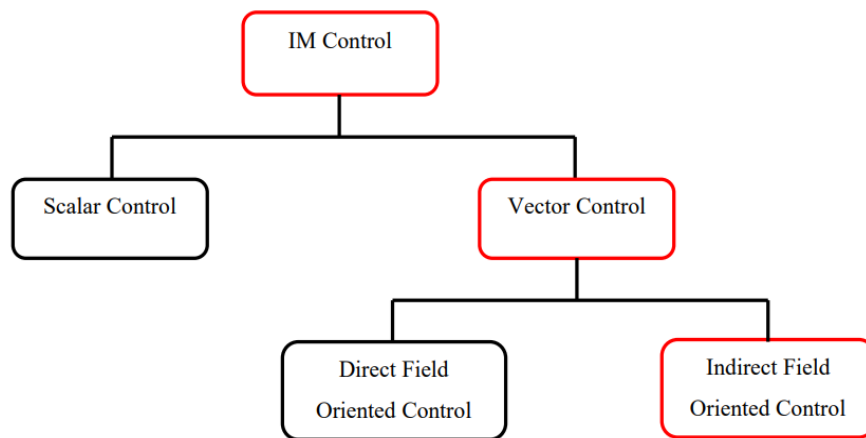 IM Control
Scalar Control
Vector Control
Direct Field
Oriented Control
Indirect Field
Oriented Control